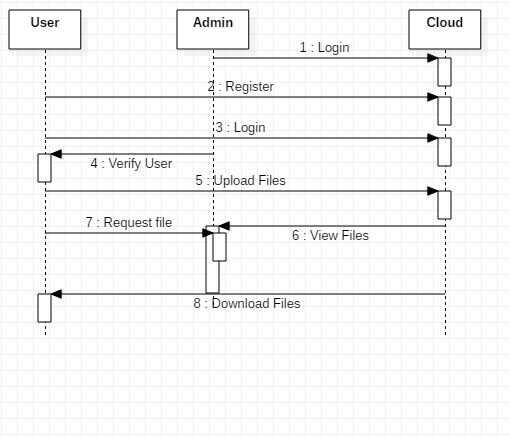 User
Admin
Cloud
1 : Login
2 : Register
3 : Login
4 : Verify User
5 : Upload Files
7 : Request file
6 : View Files
8 : Download Files